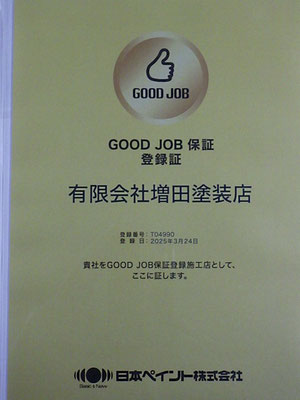 GOOD JOB
GOOD JOB 保証
登録証
有限会社増田塗装店
登録番号: T04990
登 録 日: 2025年3月24日
貴社をGOOD JOB保証登録施工店として、
ここに証します。
Basic & New
日本ペイント株式会社